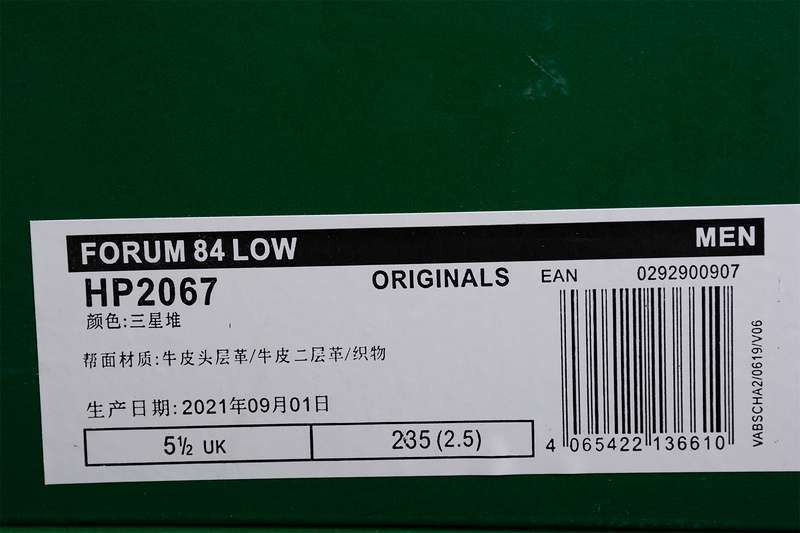 FORUM 84 LOW MEN
HP2067 ORIGINALS EAN 0292900907
颜色:三星堆
帮面材质:牛皮头层革/牛皮二层革/织物
生产日期:2021年09月01日
5½ UK 235 (2.5)
4 065422 136610
VABSCHA2/0619/V06